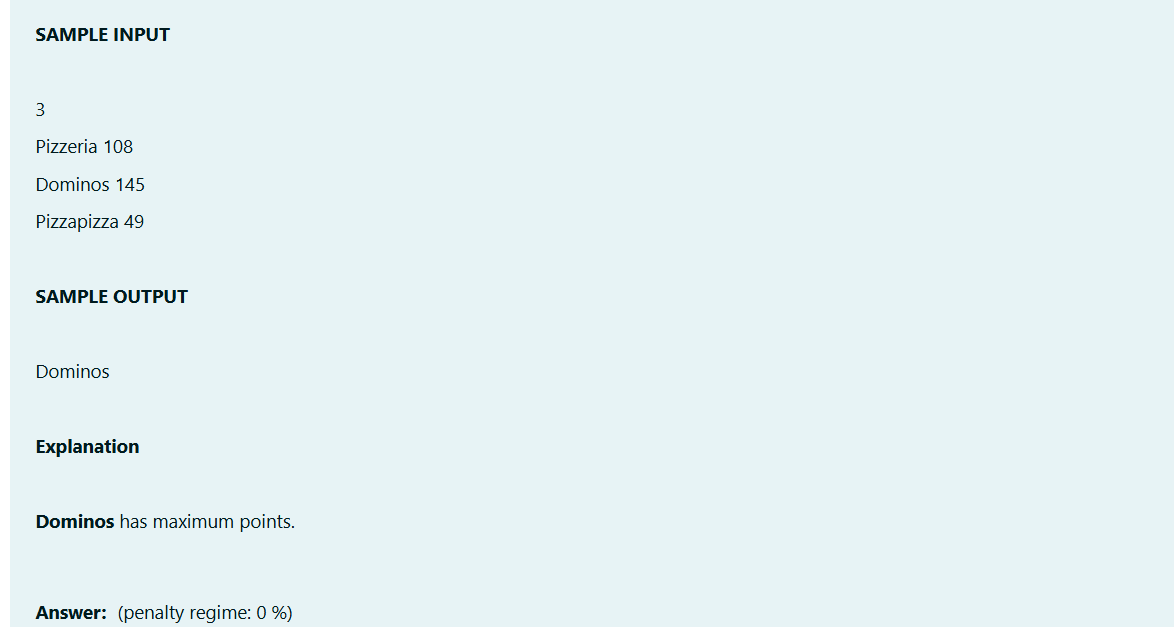 SAMPLE INPUT
3
Pizzeria 108
Dominos 145
Pizzapizza 49
SAMPLE OUTPUT
Dominos
Explanation
Dominos has maximum points.
Answer: (penalty regime: 0 %)